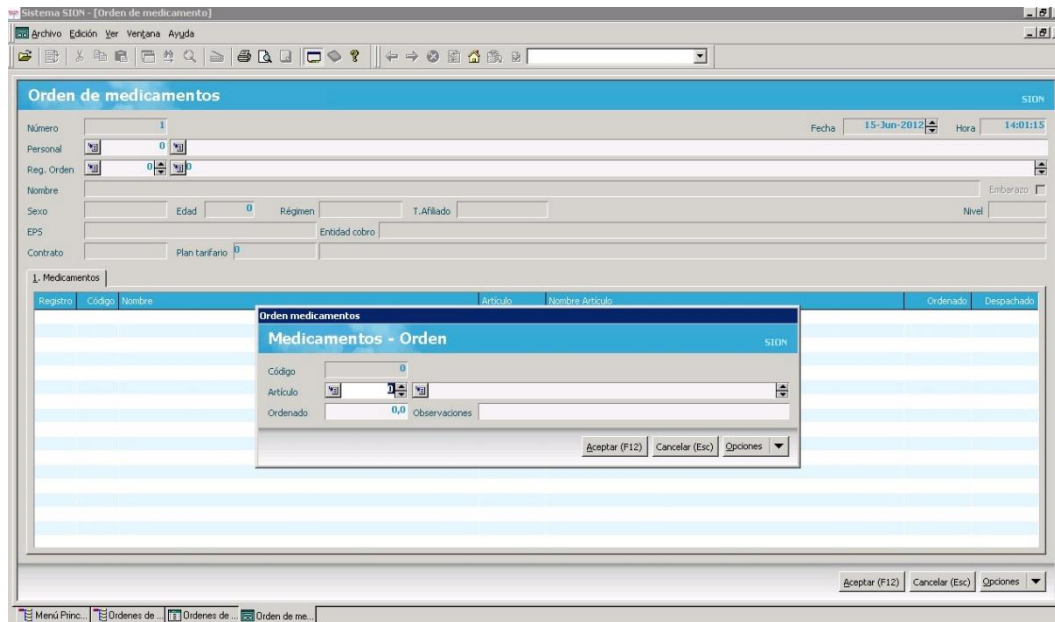 Sistema SION - [Orden de medicamento]
Archivo Edición Ver Ventana Ayuda
Orden de medicamentos SION
Número 1 Fecha 15-Jun-2012 Hora 14:01:15
Personal 0
Reg. Orden 0 0
Nombre Embarazo
Sexo Edad 0 Régimen T.Afiliado Nivel
EPS Entidad cobro
Contrato Plan tarifario 0
1. Medicamentos
Registro Código Nombre Artículo Nombre Artículo Ordenado Despachado
Orden medicamentos
Medicamentos - Orden SION
Código 0
Artículo 0
Ordenado 0,0 Observaciones
Aceptar (F12) Cancelar (Esc) Opciones
Aceptar (F12) Cancelar (Esc) Opciones
Menú Princ... Ordenes de ... Ordenes de ... Orden de me...